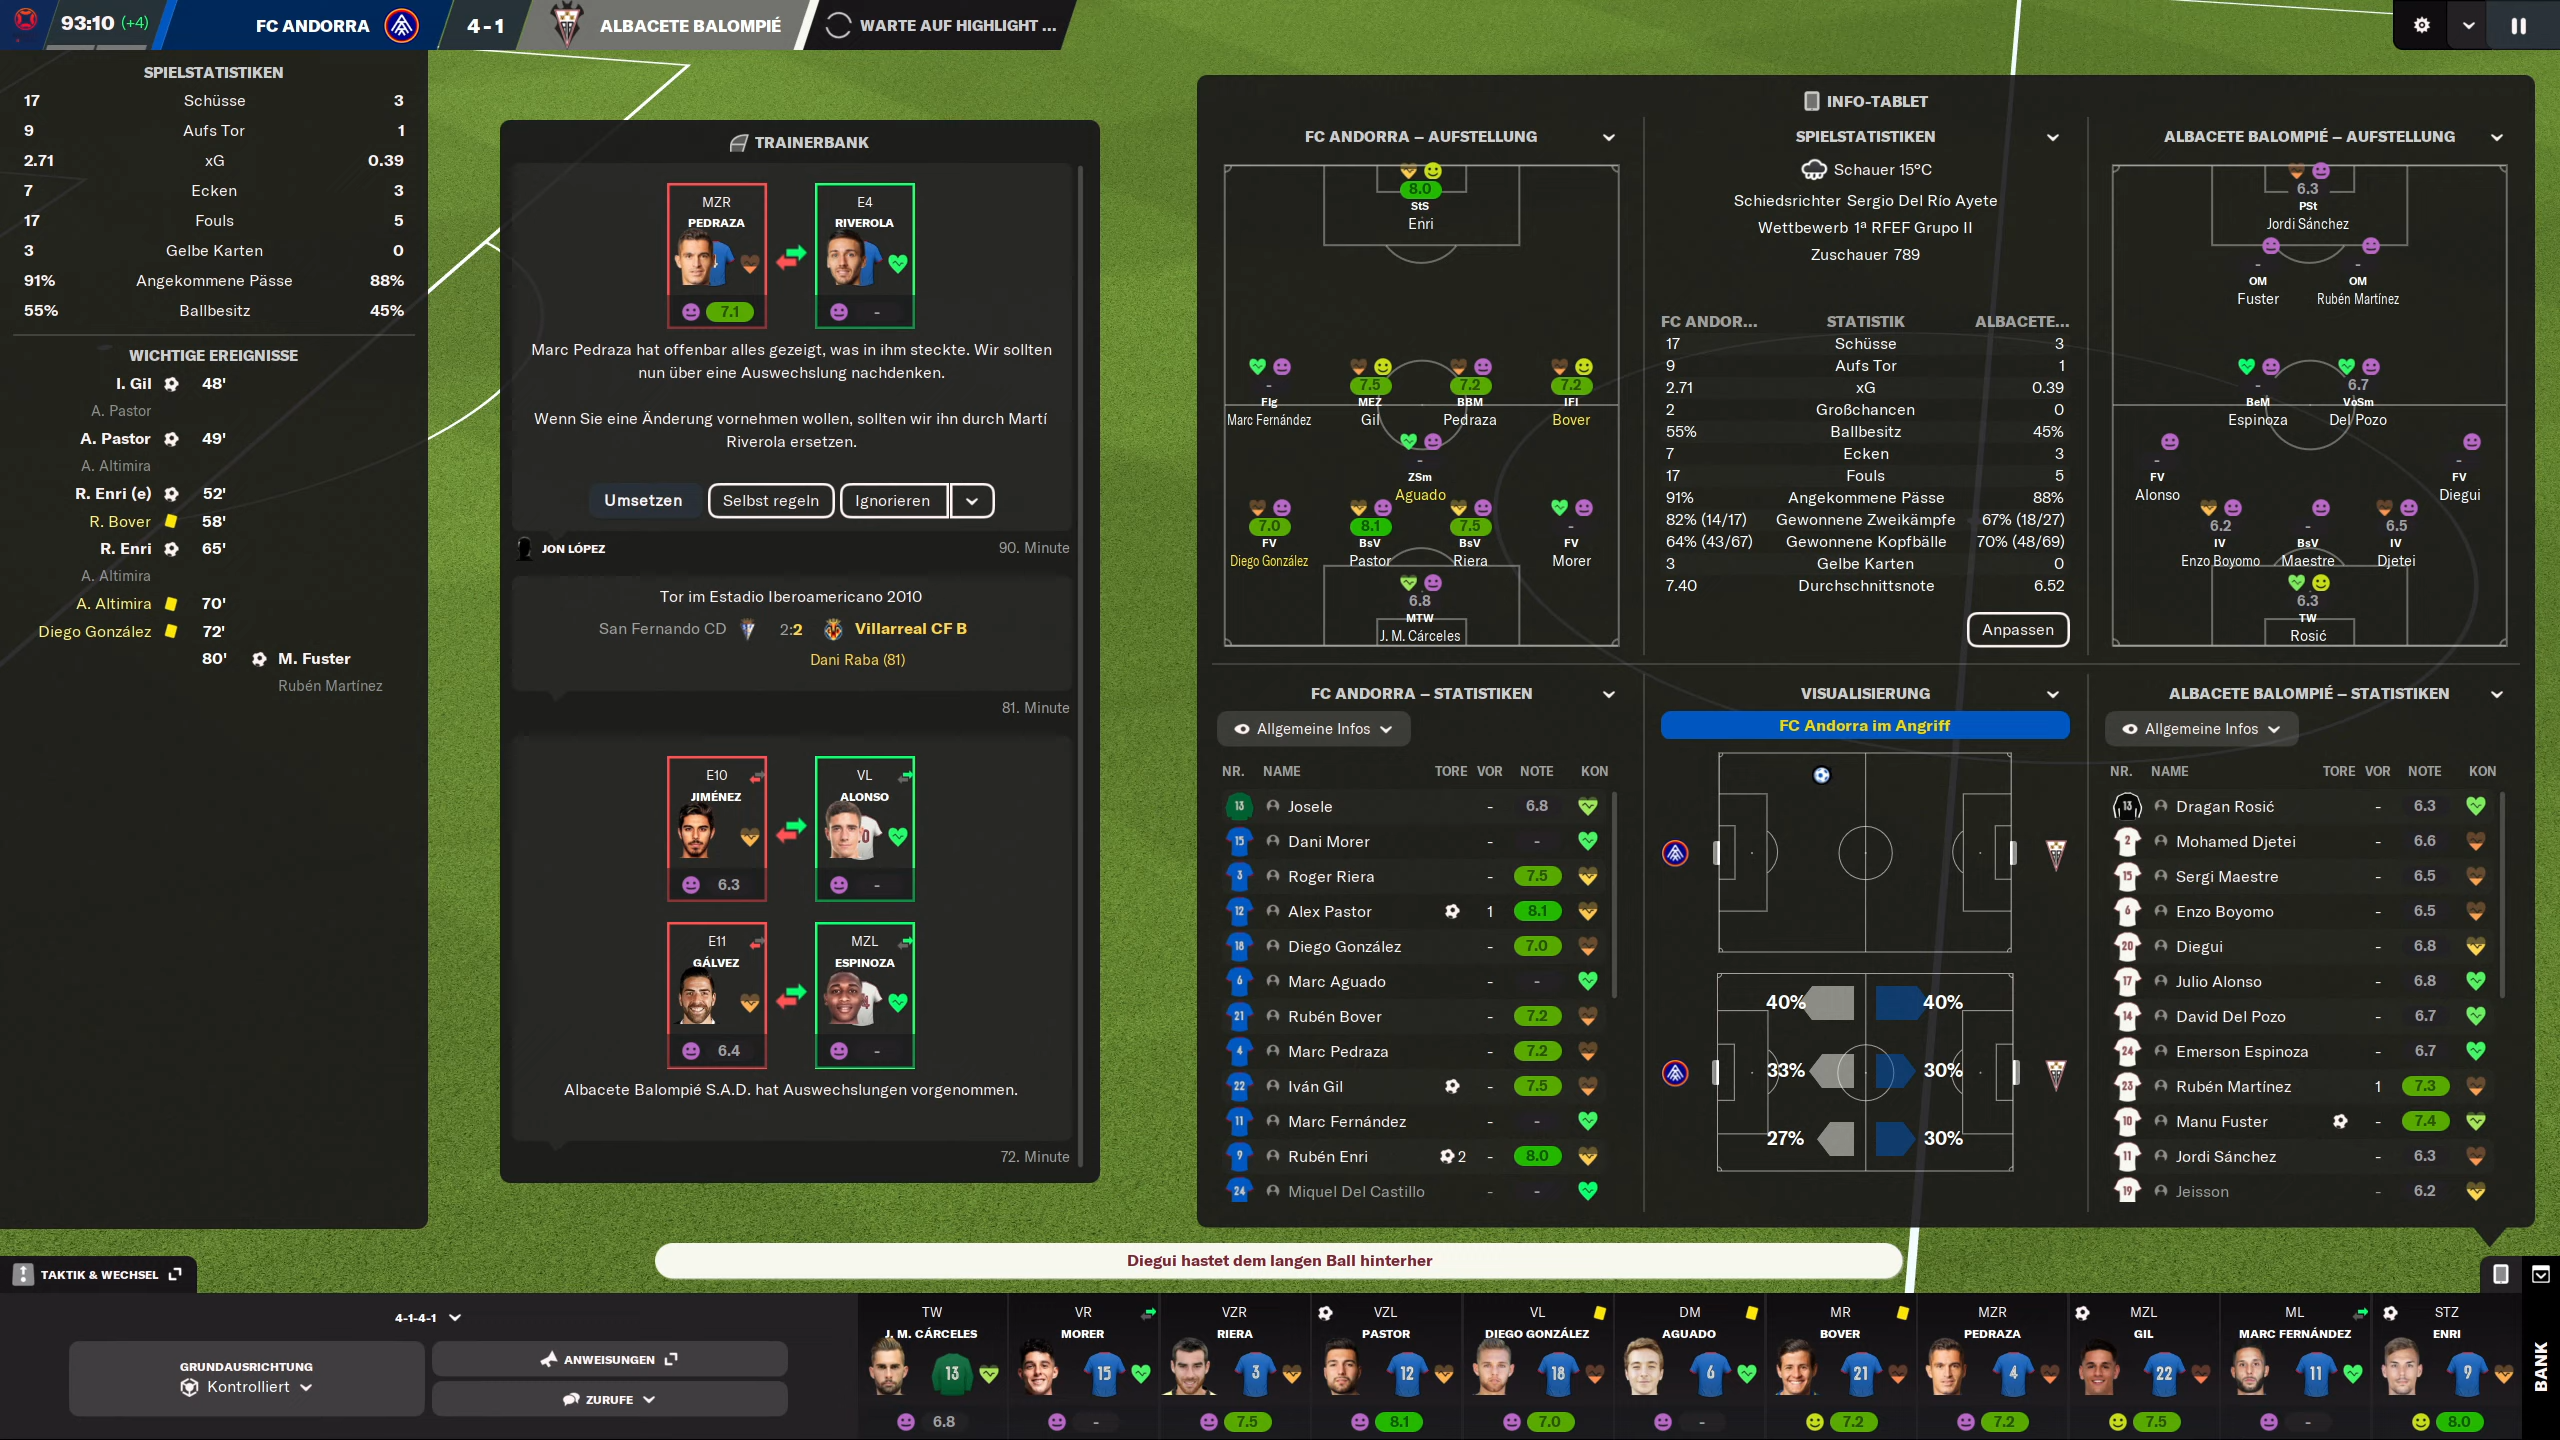 93:10 (+4)
FC ANDORRA
4 - 1
ALBACETE BALOMPIÉ
WARTE AUF HIGHLIGHT ...
SPIELSTATISTIKEN
17 Schüsse 3
9 Aufs Tor 1
2.71 xG 0.39
7 Ecken 3
17 Fouls 5
3 Gelbe Karten 0
91% Angekommene Pässe 88%
55% Ballbesitz 45%
WICHTIGE EREIGNISSE
I. Gil 48'
A. Pastor
A. Pastor 49'
A. Altimira
R. Enri (e) 52'
R. Bover 58'
R. Enri 65'
A. Altimira
A. Altimira 70'
Diego González 72'
80' M. Fuster
Rubén Martínez
TRAINERBANK
MZR E4
PEDRAZA RIVEROLA
7.1 -
Marc Pedraza hat offenbar alles gezeigt, was in ihm steckte. Wir sollten
nun über eine Auswechslung nachdenken.
Wenn Sie eine Änderung vornehmen wollen, sollten wir ihn durch Martí
Riverola ersetzen.
Umsetzen Selbst regeln Ignorieren
JON LÓPEZ 90. Minute
Tor im Estadio Iberoamericano 2010
San Fernando CD 2:2 Villarreal CF B
Dani Raba (81)
81. Minute
E10 VL
JIMÉNEZ ALONSO
6.3 -
E11 MZL
GÁLVEZ ESPINOZA
6.4 -
Albacete Balompié S.A.D. hat Auswechslungen vorgenommen.
72. Minute
INFO-TABLET
FC ANDORRA – AUFSTELLUNG
8.0
StS
Enri
- 7.5 7.2 7.2
Flg MEZ BBM IFl
Marc Fernández Gil Pedraza Bover
-
ZSm
Aguado
7.0 8.1 7.5 -
FV BsV BsV FV
Diego González Pastor Riera Morer
6.8
MTW
J. M. Cárceles
SPIELSTATISTIKEN
Schauer 15°C
Schiedsrichter Sergio Del Río Ayete
Wettbewerb 1ª RFEF Grupo II
Zuschauer 789
FC ANDOR... STATISTIK ALBACETE...
17 Schüsse 3
9 Aufs Tor 1
2.71 xG 0.39
2 Großchancen 0
55% Ballbesitz 45%
7 Ecken 3
17 Fouls 5
91% Angekommene Pässe 88%
82% (14/17) Gewonnene Zweikämpfe 67% (18/27)
64% (43/67) Gewonnene Kopfbälle 70% (48/69)
3 Gelbe Karten 0
7.40 Durchschnittsnote 6.52
Anpassen
ALBACETE BALOMPIÉ – AUFSTELLUNG
6.3
PSt
Jordi Sánchez
- -
OM OM
Fuster Rubén Martínez
- 6.7
BeM VoSm
Espinoza Del Pozo
- -
FV FV
Alonso Diegui
6.2 - 6.5
IV BsV IV
Enzo Boyomo Maestre Djetei
6.3
TW
Rosić
FC ANDORRA – STATISTIKEN
Allgemeine Infos
NR. NAME TORE VOR NOTE KON
13 Josele - 6.8
15 Dani Morer - -
3 Roger Riera - 7.5
12 Alex Pastor 1 8.1
18 Diego González - 7.0
6 Marc Aguado - -
21 Rubén Bover - 7.2
4 Marc Pedraza - 7.2
22 Iván Gil - 7.5
11 Marc Fernández - -
9 Rubén Enri 2 - 8.0
24 Miquel Del Castillo - -
VISUALISIERUNG
FC Andorra im Angriff
40% 40%
33% 30%
27% 30%
ALBACETE BALOMPIÉ – STATISTIKEN
Allgemeine Infos
NR. NAME TORE VOR NOTE KON
13 Dragan Rosić - 6.3
2 Mohamed Djetei - 6.6
15 Sergi Maestre - 6.5
6 Enzo Boyomo - 6.5
20 Diegui - 6.8
17 Julio Alonso - 6.8
14 David Del Pozo - 6.7
24 Emerson Espinoza - 6.7
23 Rubén Martínez 1 7.3
10 Manu Fuster - 7.4
11 Jordi Sánchez - 6.3
19 Jeisson - 6.2
Diegui hastet dem langen Ball hinterher
TAKTIK & WECHSEL
4-1-4-1
GRUNDAUSRICHTUNG
Kontrolliert
ANWEISUNGEN
ZURUFE
TW VR VZR VZL VL DM MR MZR MZL ML STZ
J. M. CÁRCELES MORER RIERA PASTOR DIEGO GONZÁLEZ AGUADO BOVER PEDRAZA GIL MARC FERNÁNDEZ ENRI
13 15 3 12 18 6 21 4 22 11 9
6.8 - 7.5 8.1 7.0 - 7.2 7.2 7.5 - 8.0
BANK